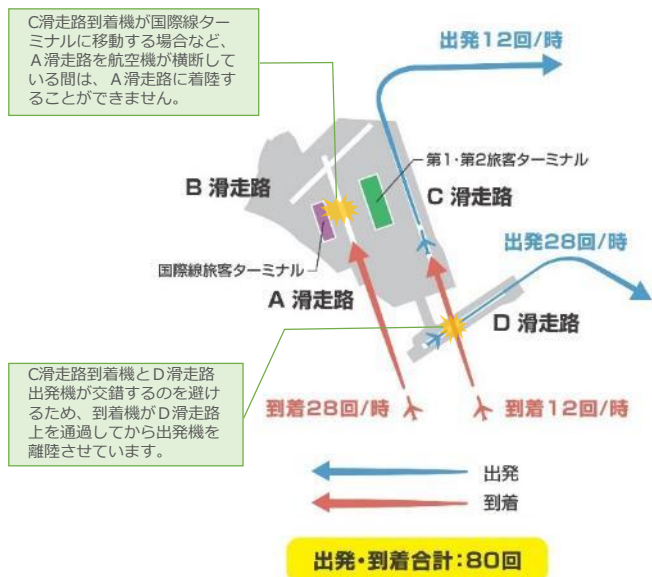 C滑走路到着機が国際線ター
ミナルに移動する場合など、
A滑走路を航空機が横断して
いる間は、A滑走路に着陸す
ることができません。
出発12回/時
第1・第2旅客ターミナル
B 滑走路
C 滑走路
出発28回/時
国際線旅客ターミナル
A 滑走路
D 滑走路
C滑走路到着機とD滑走路
出発機が交錯するのを避け
るため、到着機がD滑走路
上を通過してから出発機を
離陸させています。
到着28回/時
到着12回/時
出発
到着
出発・到着合計:80回